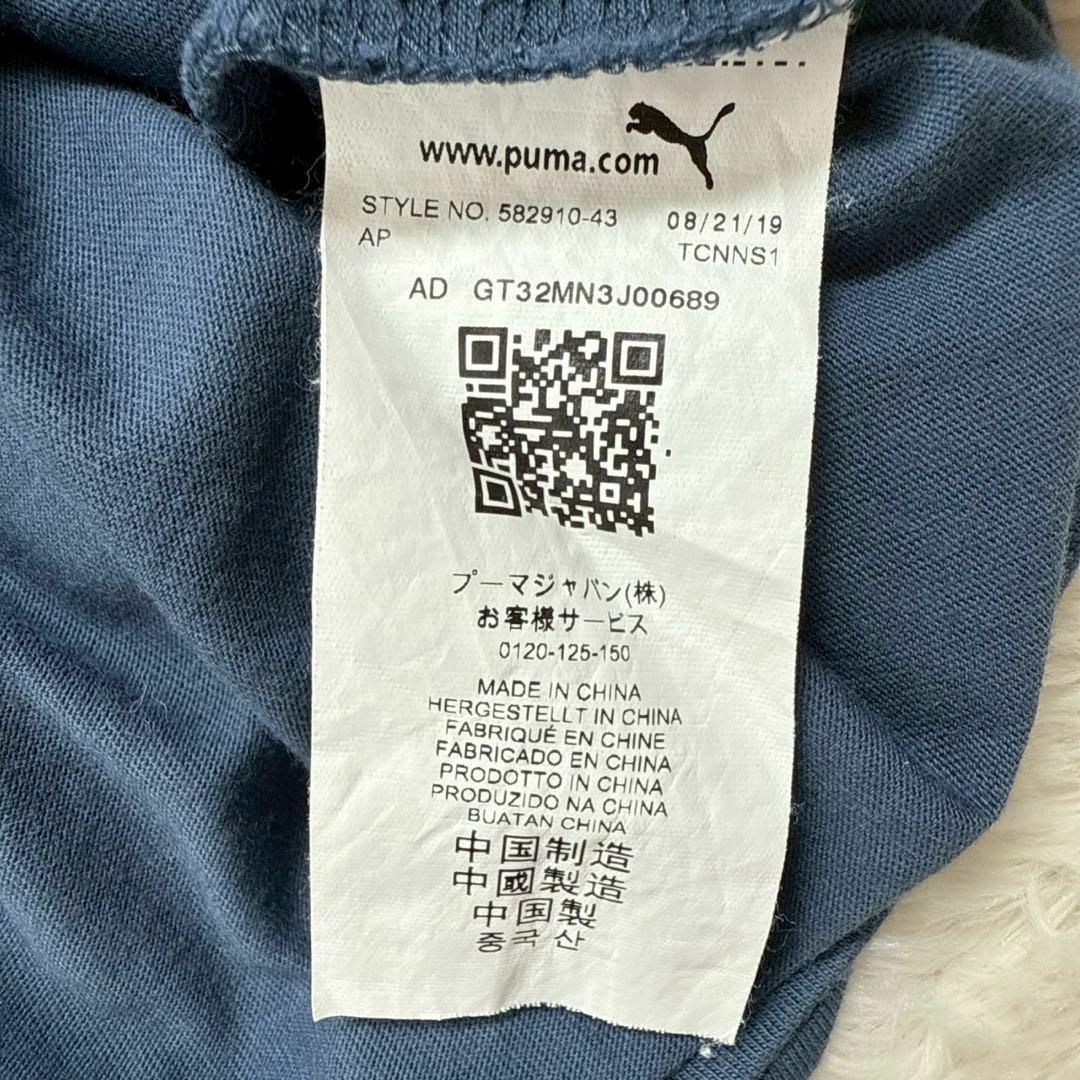 www.puma.com
STYLE NO. 582910-43 08/21/19
AP TCNNS1
AD GT32MN3J00689
プーマジャパン(株)
お客様サービス
0120-125-150
MADE IN CHINA
HERGESTELLT IN CHINA
FABRIQUÉ EN CHINE
FABRICADO EN CHINA
PRODOTTO IN CHINA
PRODUZIDO NA CHINA
BUATAN CHINA
中国制造
中國製造
中国製
중국산